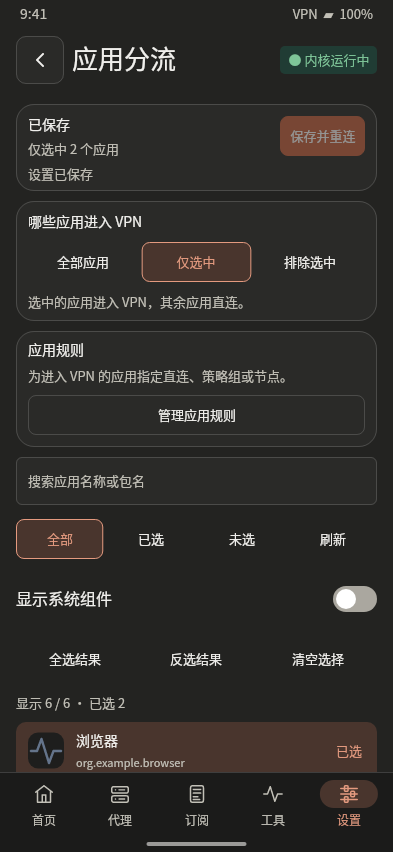 9:41
VPN 100%
应用分流
内核运行中
已保存
仅选中 2 个应用
设置已保存
保存并重连
哪些应用进入 VPN
全部应用 仅选中 排除选中
选中的应用进入 VPN，其余应用直连。
应用规则
为进入 VPN 的应用指定直连、策略组或节点。
管理应用规则
搜索应用名称或包名
全部 已选 未选 刷新
显示系统组件
全选结果 反选结果 清空选择
显示 6 / 6 · 已选 2
浏览器
org.example.browser
已选
首页 代理 订阅 工具 设置